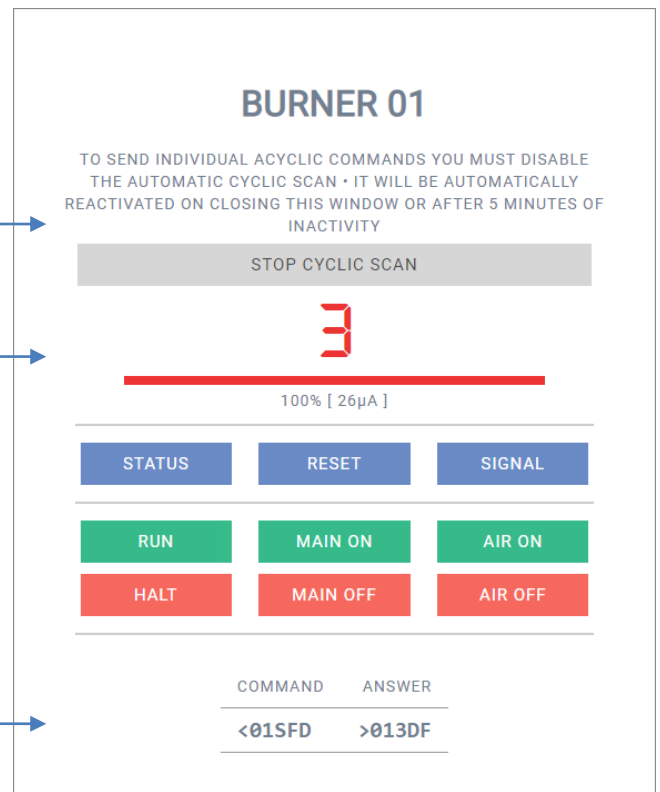 BURNER 01
TO SEND INDIVIDUAL ACYCLIC COMMANDS YOU MUST DISABLE
THE AUTOMATIC CYCLIC SCAN • IT WILL BE AUTOMATICALLY
REACTIVATED ON CLOSING THIS WINDOW OR AFTER 5 MINUTES OF
INACTIVITY
STOP CYCLIC SCAN
3
100% [ 26µA ]
STATUS RESET SIGNAL
RUN MAIN ON AIR ON
HALT MAIN OFF AIR OFF
COMMAND ANSWER
<01SFD >013DF